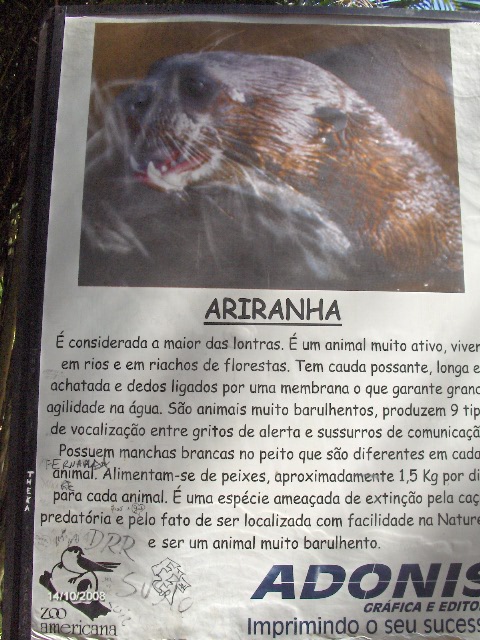 ARIRANHA
É considerada a maior das lontras. É um animal muito ativo, viver
em rios e em riachos de florestas. Tem cauda possante, longa e
achatada e dedos ligados por uma membrana o que garante gran
agilidade na água. São animais muito barulhentos, produzem 9 tip
de vocalização entre gritos de alerta e sussurros de comunicaçã
Possuem manchas brancas no peito que são diferentes em cada
animal. Alimentam-se de peixes, aproximadamente 1,5 Kg por di
para cada animal. É uma espécie ameaçada de extinção pela caç
predatória e pelo fato de ser localizada com facilidade na Nature
e ser um animal muito barulhento.
FERNANDA
THEKA
DRR
14/10/2008
zoo
americana
ADONIS
GRÁFICA E EDITO
Imprimindo o seu suces